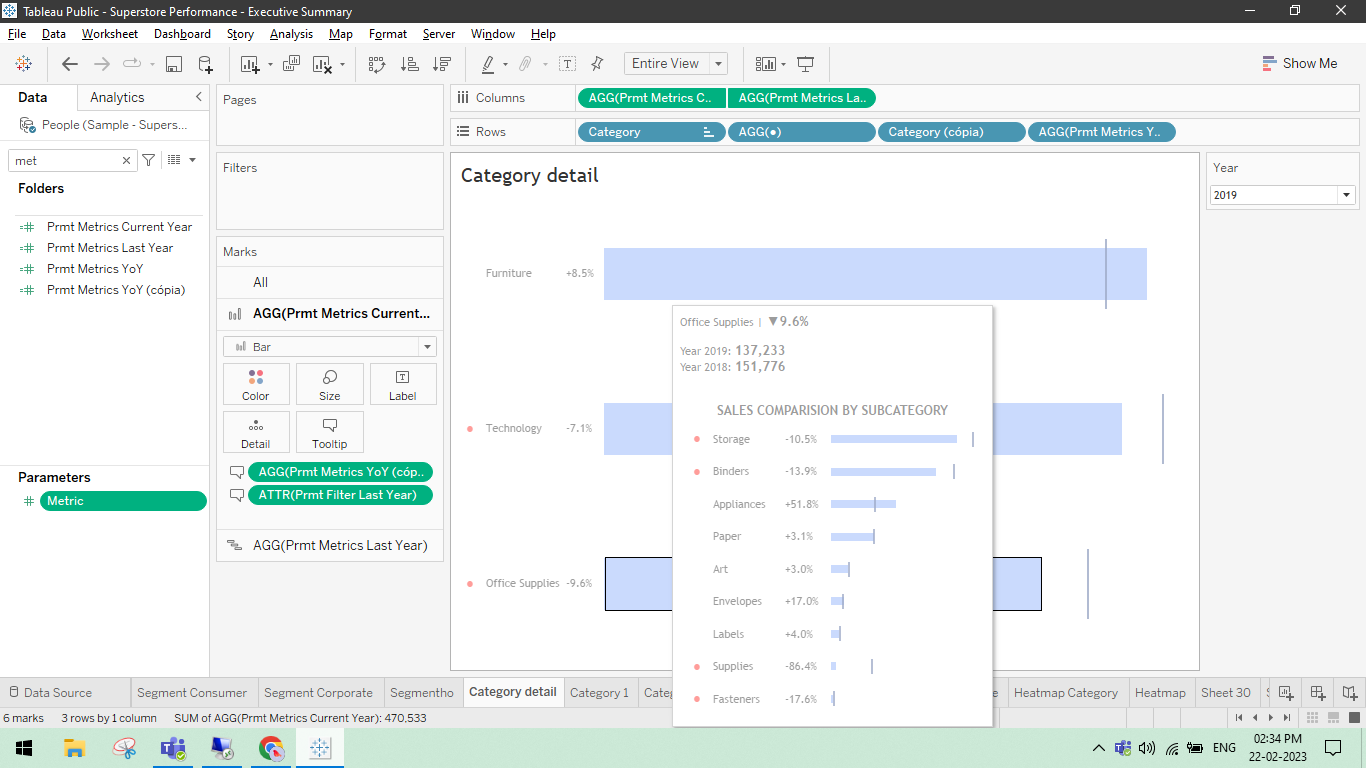 Tableau Public - Superstore Performance - Executive Summary
File Data Worksheet Dashboard Story Analysis Map Format Server Window Help
Entire View
Show Me
Data Analytics
People (Sample - Supers...
met
Folders
Prmt Metrics Current Year
Prmt Metrics Last Year
Prmt Metrics YoY
Prmt Metrics YoY (cópia)
Parameters
Metric
Pages
Filters
Marks
All
AGG(Prmt Metrics Current...
Bar
Color Size Label
Detail Tooltip
AGG(Prmt Metrics YoY (cóp..
ATTR(Prmt Filter Last Year)
AGG(Prmt Metrics Last Year)
Columns AGG(Prmt Metrics C.. AGG(Prmt Metrics La..
Rows Category AGG(●) Category (cópia) AGG(Prmt Metrics Y..
Category detail
Furniture +8.5%
Technology -7.1%
Office Supplies -9.6%
Office Supplies | ▼9.6%
Year 2019: 137,233
Year 2018: 151,776
SALES COMPARISION BY SUBCATEGORY
Storage -10.5%
Binders -13.9%
Appliances +51.8%
Paper +3.1%
Art +3.0%
Envelopes +17.0%
Labels +4.0%
Supplies -86.4%
Fasteners -17.6%
Year
2019
Data Source Segment Consumer Segment Corporate Segmentho Category detail Category 1 Heatmap Category Heatmap Sheet 30
6 marks 3 rows by 1 column SUM of AGG(Prmt Metrics Current Year): 470,533
ENG
02:34 PM
22-02-2023